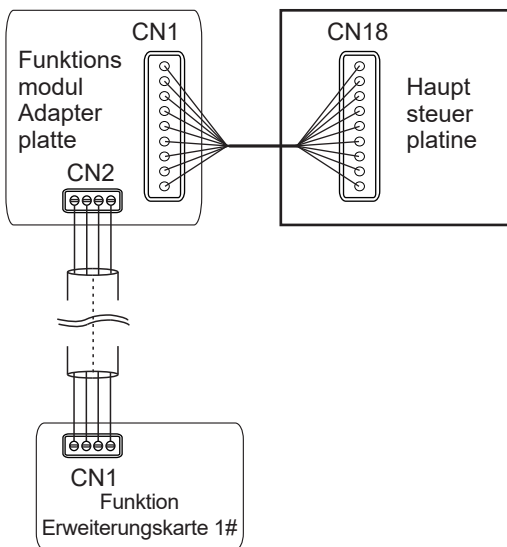 CN1
Funktions
modul
Adapter
platte
CN2
CN18
Haupt
steuer
platine
CN1
Funktion
Erweiterungskarte 1#